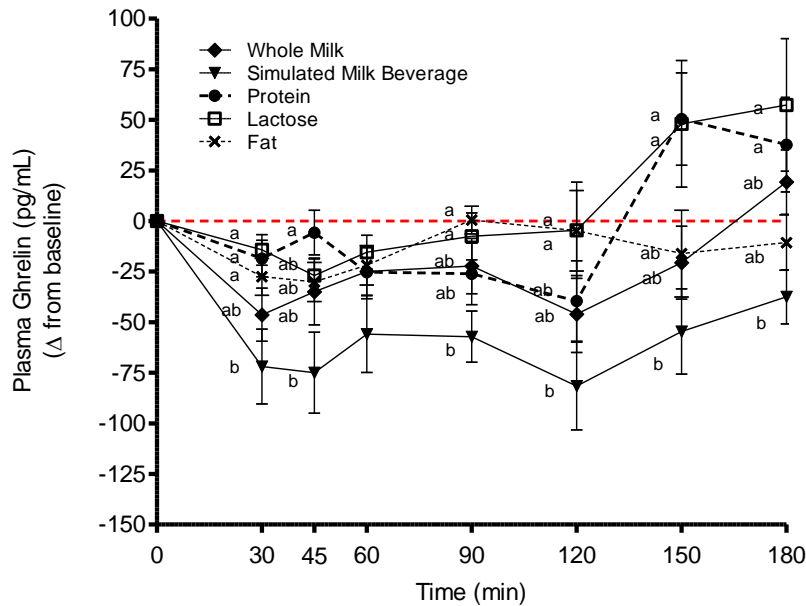 100
75
50
25
0
-25
-50
-75
-100
-125
-150
Plasma Ghrelin (pg/mL)
(Δ from baseline)
Whole Milk
Simulated Milk Beverage
Protein
Lactose
Fat
a
a
a
ab
b
a
ab
ab
ab
b
a
a
ab
ab
b
a
a
ab
ab
b
a
a
ab
ab
b
a
a
ab
ab
b
0 30 45 60 90 120 150 180
Time (min)